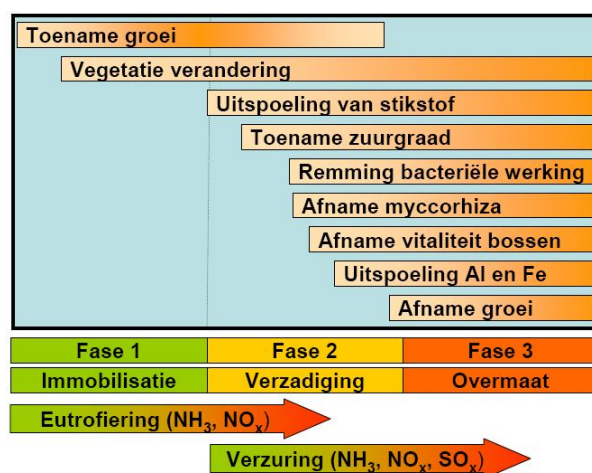 Toename groei
Vegetatie verandering
Uitspoeling van stikstof
Toename zuurgraad
Remming bacteriële werking
Afname myccorhiza
Afname vitaliteit bossen
Uitspoeling Al en Fe
Afname groei
Fase 1 Fase 2 Fase 3
Immobilisatie Verzadiging Overmaat
Eutrofiering (NH₃, NOₓ)
Verzuring (NH₃, NOₓ, SOₓ)